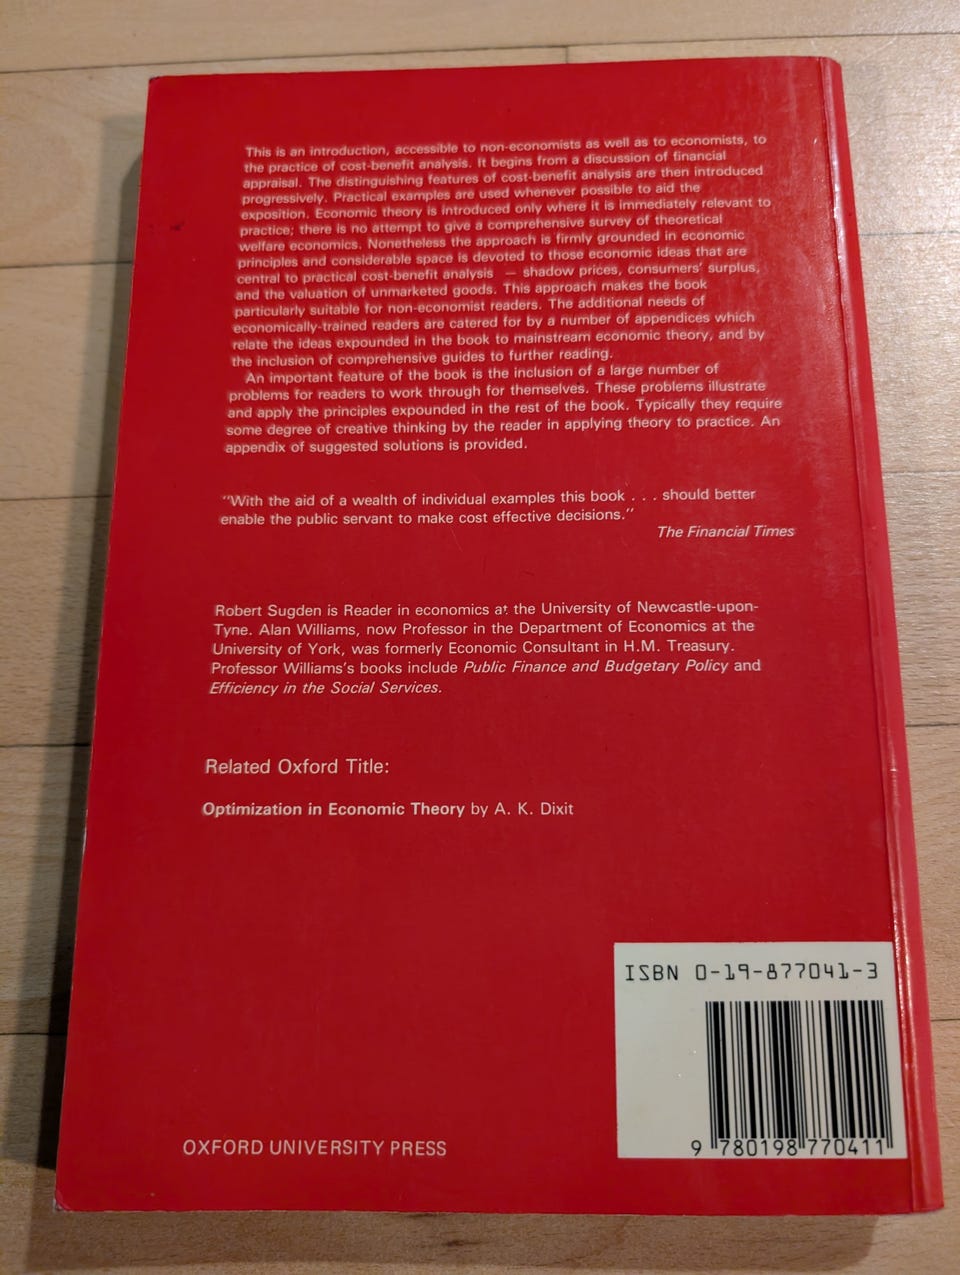 This is an introduction, accessible to non-economists as well as to economists, to
the practice of cost-benefit analysis. It begins from a discussion of financial
appraisal. The distinguishing features of cost-benefit analysis are then introduced
progressively. Practical examples are used whenever possible to aid the
exposition. Economic theory is introduced only where it is immediately relevant to
practice; there is no attempt to give a comprehensive survey of theoretical
welfare economics. Nonetheless the approach is firmly grounded in economic
principles and considerable space is devoted to those economic ideas that are
central to practical cost-benefit analysis — shadow prices, consumers' surplus,
and the valuation of unmarketed goods. This approach makes the book
particularly suitable for non-economist readers. The additional needs of
economically-trained readers are catered for by a number of appendices which
relate the ideas expounded in the book to mainstream economic theory, and by
the inclusion of comprehensive guides to further reading.
An important feature of the book is the inclusion of a large number of
problems for readers to work through for themselves. These problems illustrate
and apply the principles expounded in the rest of the book. Typically they require
some degree of creative thinking by the reader in applying theory to practice. An
appendix of suggested solutions is provided.
"With the aid of a wealth of individual examples this book . . . should better
enable the public servant to make cost effective decisions."
The Financial Times
Robert Sugden is Reader in economics at the University of Newcastle-upon-
Tyne. Alan Williams, now Professor in the Department of Economics at the
University of York, was formerly Economic Consultant in H.M. Treasury.
Professor Williams's books include Public Finance and Budgetary Policy and
Efficiency in the Social Services.
Related Oxford Title:
Optimization in Economic Theory by A. K. Dixit
ISBN 0-19-877041-3
9 780198 770411
OXFORD UNIVERSITY PRESS